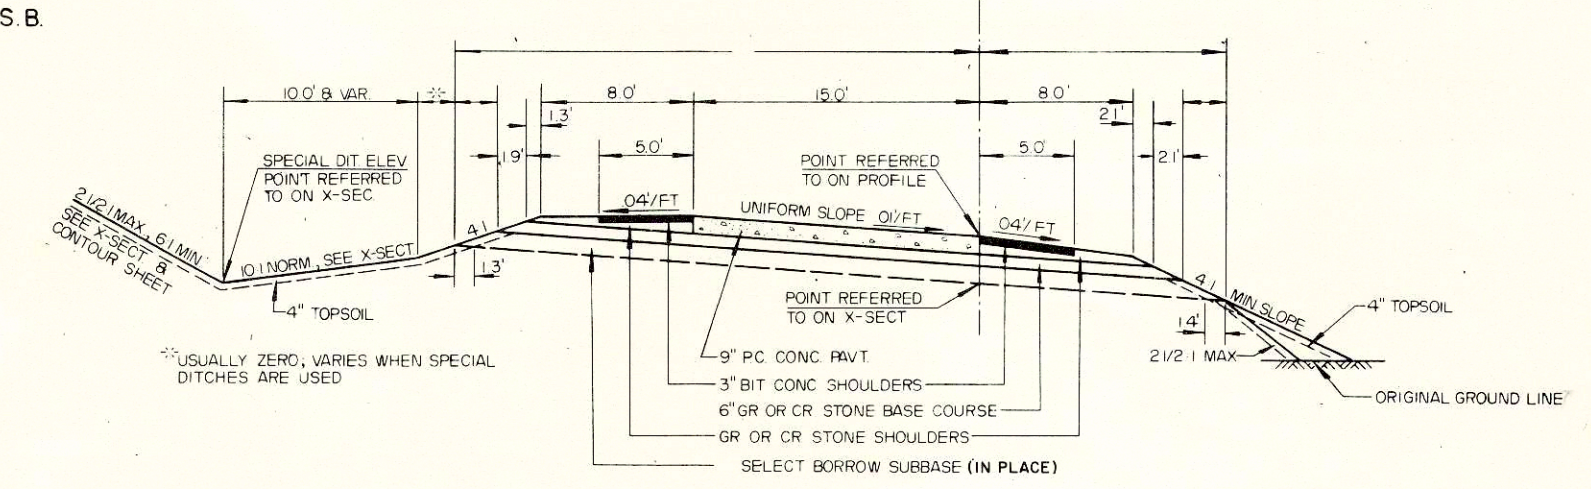 S.B.
10.0' & VAR.
8.0'
15.0'
8.0'
1.3'
2.1'
1.9'
5.0'
5.0'
2.1'
SPECIAL DIT. ELEV
POINT REFERRED
TO ON X-SEC
POINT REFERRED
TO ON PROFILE
2 1/2:1 MAX, 6:1 MIN
SEE X-SECT &
CONTOUR SHEET
.04'/FT
UNIFORM SLOPE .01'/FT
.04'/FT
4:1
10:1 NORM., SEE X-SECT
1.3'
4:1
MIN SLOPE
4" TOPSOIL
POINT REFERRED
TO ON X-SECT
1.4'
4" TOPSOIL
2 1/2:1 MAX
*USUALLY ZERO; VARIES WHEN SPECIAL
DITCHES ARE USED
9" P.C. CONC. PAVT.
3" BIT CONC SHOULDERS
6" GR OR CR STONE BASE COURSE
ORIGINAL GROUND LINE
GR OR CR STONE SHOULDERS
SELECT BORROW SUBBASE (IN PLACE)